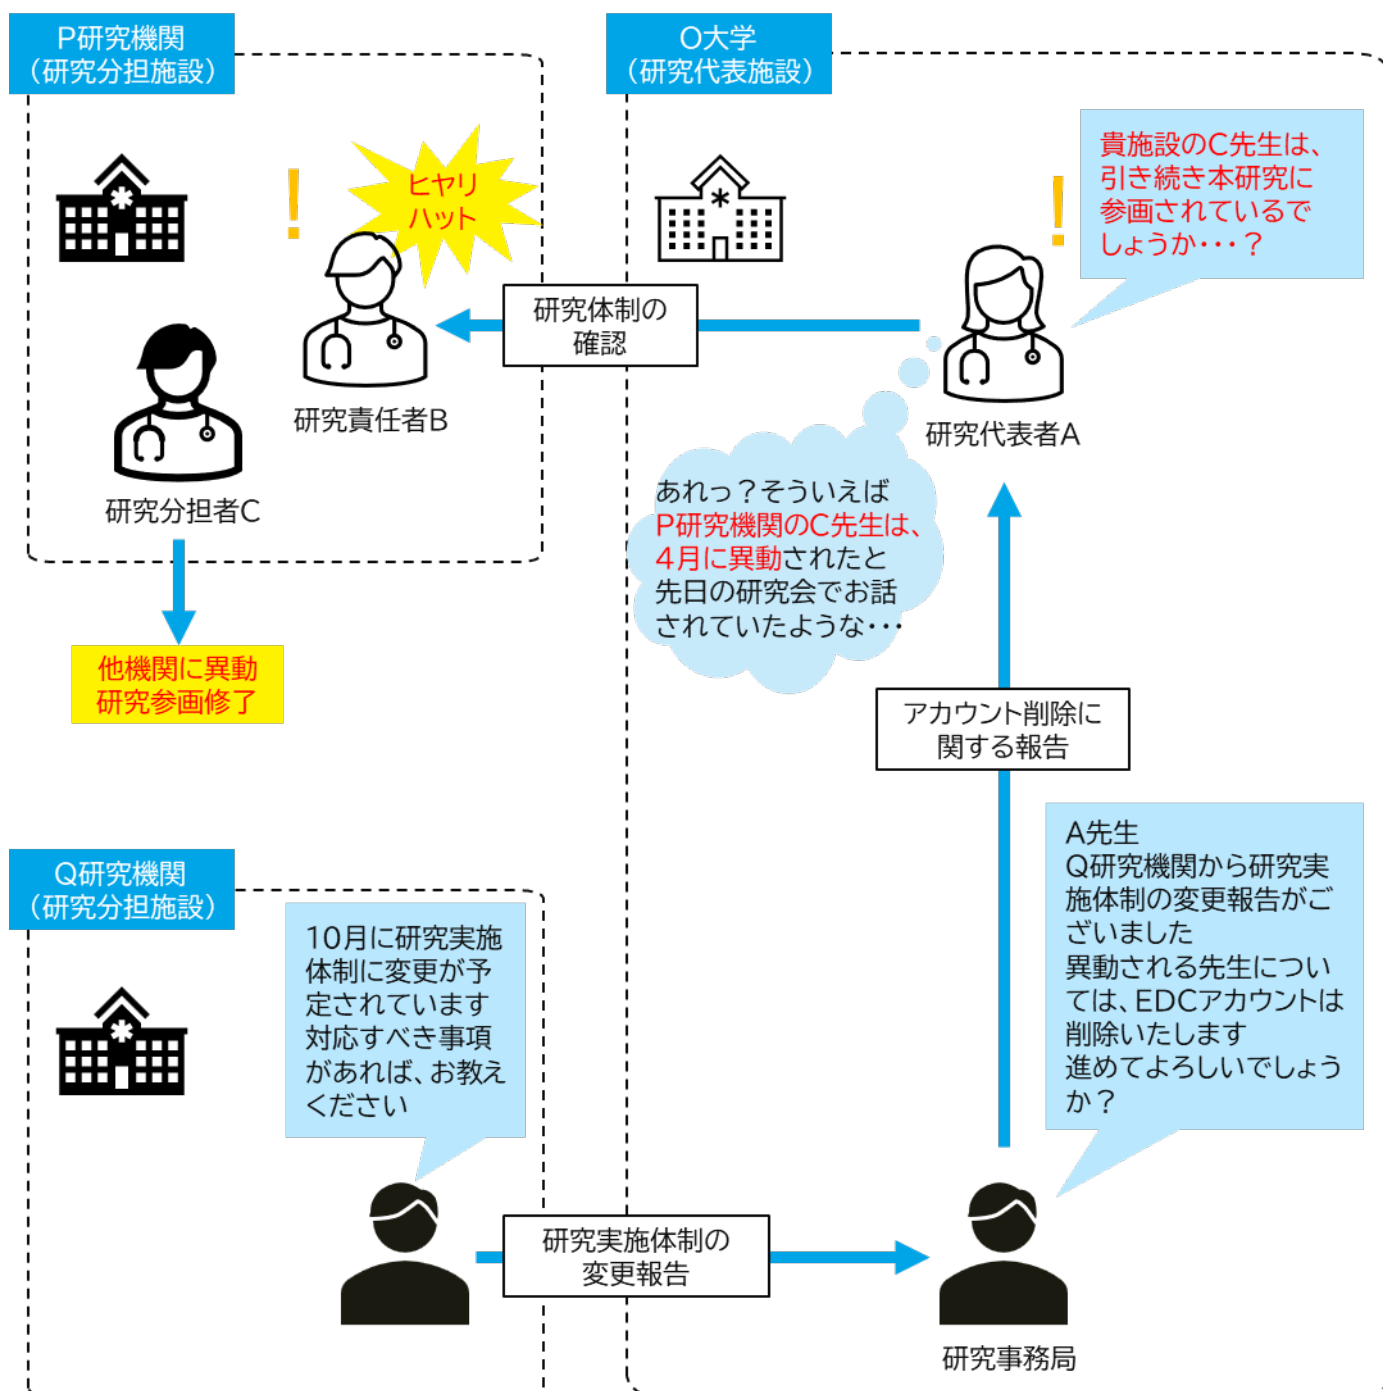 P研究機関
（研究分担施設）
O大学
（研究代表施設）
貴施設のC先生は、
引き続き本研究に
参画されているで
しょうか・・・？
ヒヤリ
ハット
研究体制の
確認
研究責任者B
研究代表者A
研究分担者C
あれっ？そういえば
P研究機関のC先生は、
4月に異動されたと
先日の研究会でお話
されていたような・・・
他機関に異動
研究参画修了
アカウント削除に
関する報告
A先生
Q研究機関から研究実
施体制の変更報告がご
ざいました
異動される先生につい
ては、EDCアカウントは
削除いたします
進めてよろしいでしょう
か？
Q研究機関
（研究分担施設）
10月に研究実施
体制に変更が予
定されています
対応すべき事項
があれば、お教え
ください
研究実施体制の
変更報告
研究事務局